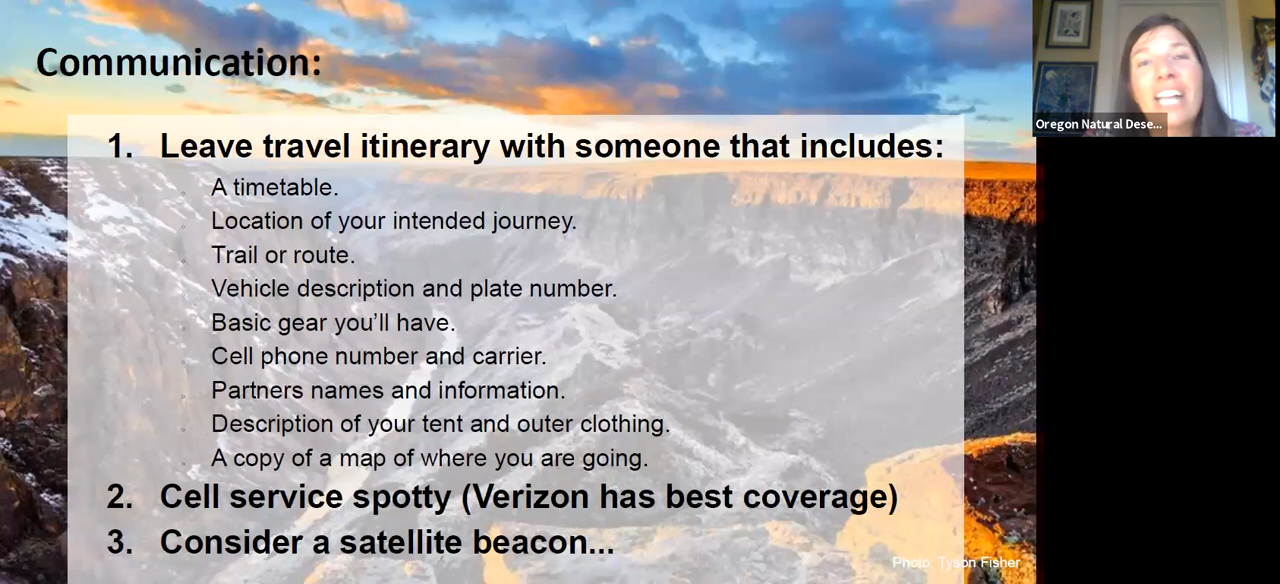 Communication:
1. Leave travel itinerary with someone that includes:
A timetable.
Location of your intended journey.
Trail or route.
Vehicle description and plate number.
Basic gear you'll have.
Cell phone number and carrier.
Partners names and information.
Description of your tent and outer clothing.
A copy of a map of where you are going.
2. Cell service spotty (Verizon has best coverage)
3. Consider a satellite beacon...
Photo: Tyson Fisher
Oregon Natural Dese...